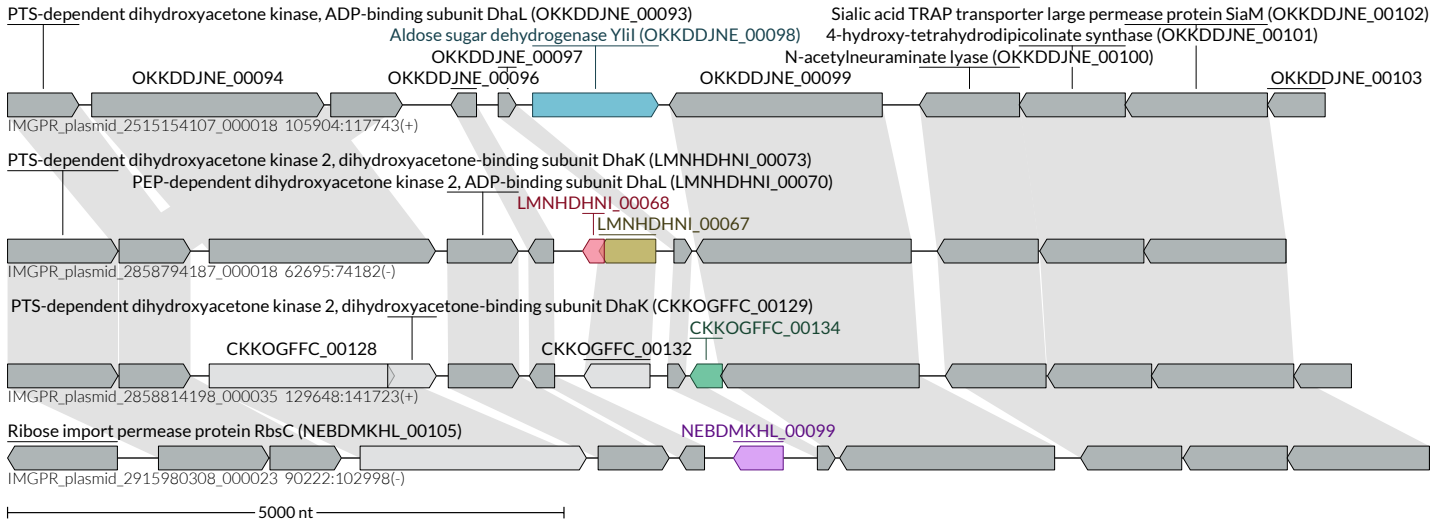 PTS-dependent dihydroxyacetone kinase, ADP-binding subunit DhaL (OKKDDJNE_00093)
Sialic acid TRAP transporter large permease protein SiaM (OKKDDJNE_00102)
Aldose sugar dehydrogenase YliI (OKKDDJNE_00098)
4-hydroxy-tetrahydrodipicolinate synthase (OKKDDJNE_00101)
OKKDDJNE_00097
N-acetylneuraminate lyase (OKKDDJNE_00100)
OKKDDJNE_00094
OKKDDJNE_00096
OKKDDJNE_00099
OKKDDJNE_00103
IMGPR_plasmid_2515154107_000018 105904:117743(+)
PTS-dependent dihydroxyacetone kinase 2, dihydroxyacetone-binding subunit DhaK (LMNHDHNI_00073)
PEP-dependent dihydroxyacetone kinase 2, ADP-binding subunit DhaL (LMNHDHNI_00070)
LMNHDHNI_00068
LMNHDHNI_00067
IMGPR_plasmid_2858794187_000018 62695:74182(-)
PTS-dependent dihydroxyacetone kinase 2, dihydroxyacetone-binding subunit DhaK (CKKOGFFC_00129)
CKKOGFFC_00134
CKKOGFFC_00128
CKKOGFFC_00132
IMGPR_plasmid_2858814198_000035 129648:141723(+)
Ribose import permease protein RbsC (NEBDMKHL_00105)
NEBDMKHL_00099
IMGPR_plasmid_2915980308_000023 90222:102998(-)
5000 nt